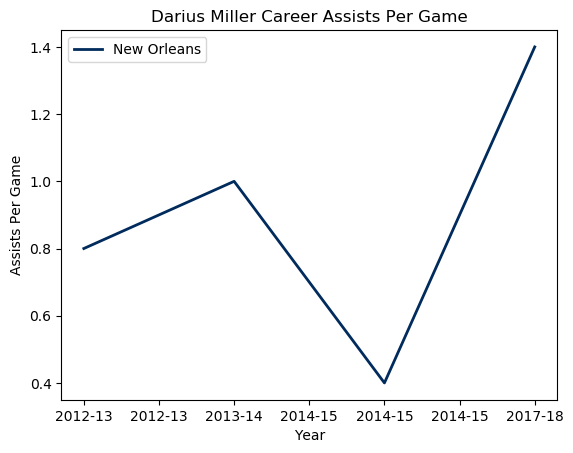 Darius Miller Career Assists Per Game
New Orleans
1.4
1.2
1.0
0.8
0.6
0.4
Assists Per Game
2012-13 2012-13 2013-14 2014-15 2014-15 2014-15 2017-18
Year